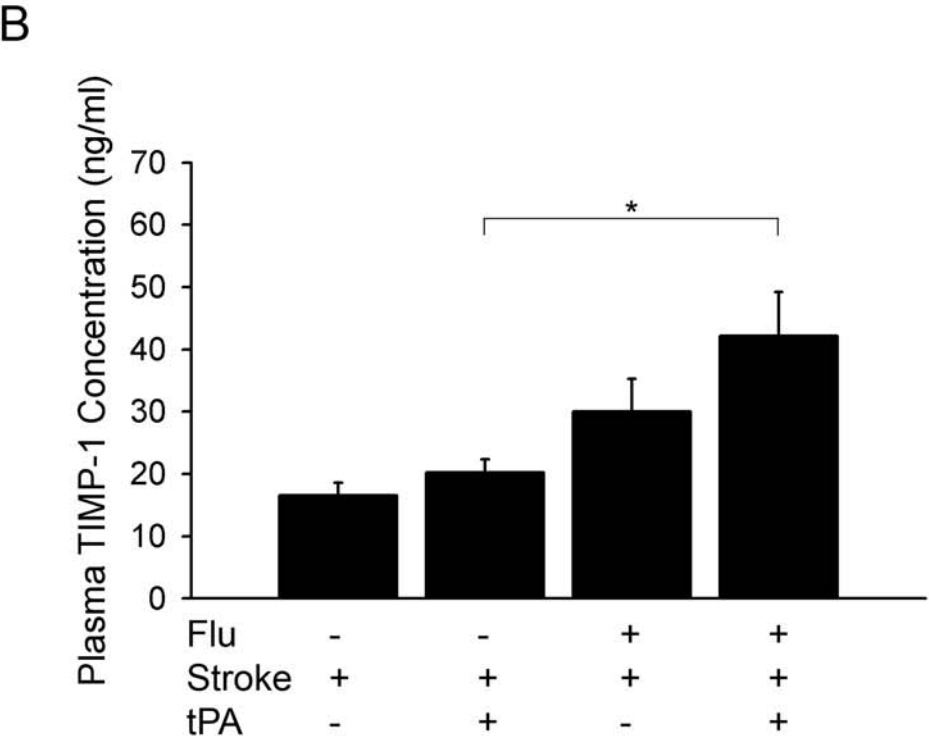 B
Plasma TIMP-1 Concentration (ng/ml)
70
60
50
40
30
20
10
0
*
Flu - - + +
Stroke + + + +
tPA - + - +